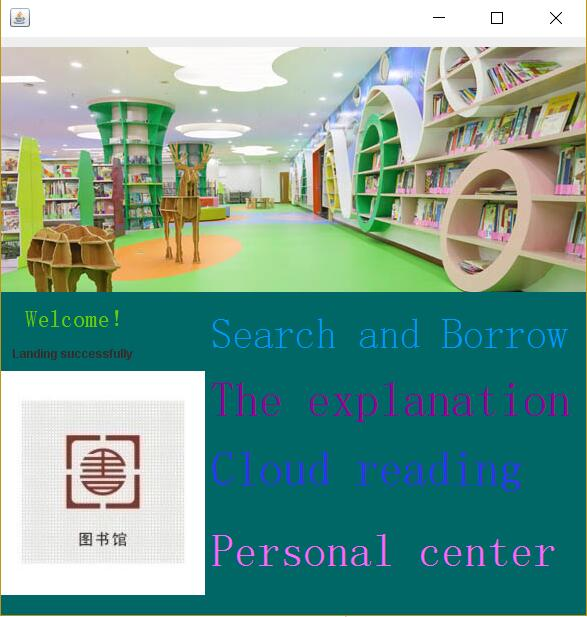 Welcome!
Landing successfully
Search and Borrow
The explanation
Cloud reading
Personal center
图书馆